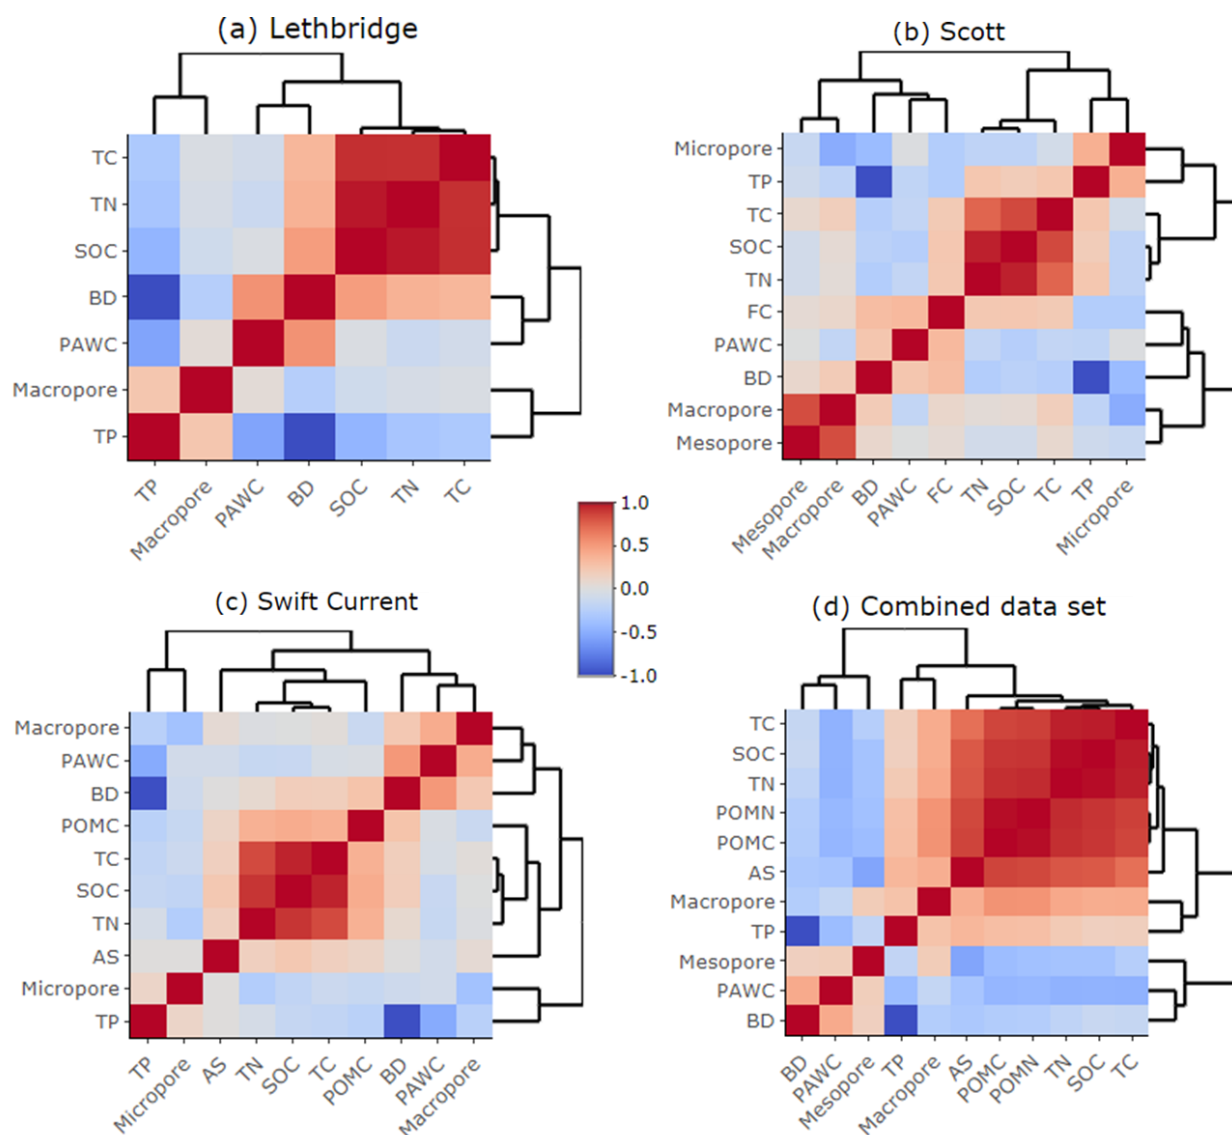 (a) Lethbridge
TC
TN
SOC
BD
PAWC
Macropore
TP
TP
Macropore
PAWC
BD
SOC
TN
TC
(b) Scott
Micropore
TP
TC
SOC
TN
FC
PAWC
BD
Macropore
Mesopore
Mesopore
Macropore
BD
PAWC
FC
TN
SOC
TC
TP
Micropore
1.0
0.5
0.0
-0.5
-1.0
(c) Swift Current
Macropore
PAWC
BD
POMC
TC
SOC
TN
AS
Micropore
TP
TP
Micropore
AS
TN
SOC
TC
POMC
BD
PAWC
Macropore
(d) Combined data set
TC
SOC
TN
POMN
POMC
AS
Macropore
TP
Mesopore
PAWC
BD
BD
PAWC
Mesopore
TP
Macropore
AS
POMC
POMN
TN
SOC
TC